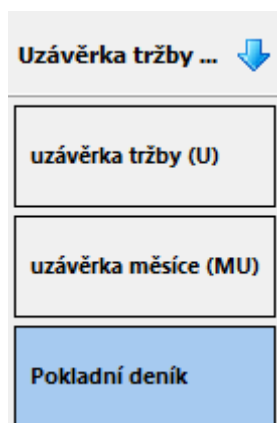 Uzávěrka tržby ...
uzávěrka tržby (U)
uzávěrka měsíce (MU)
Pokladní deník